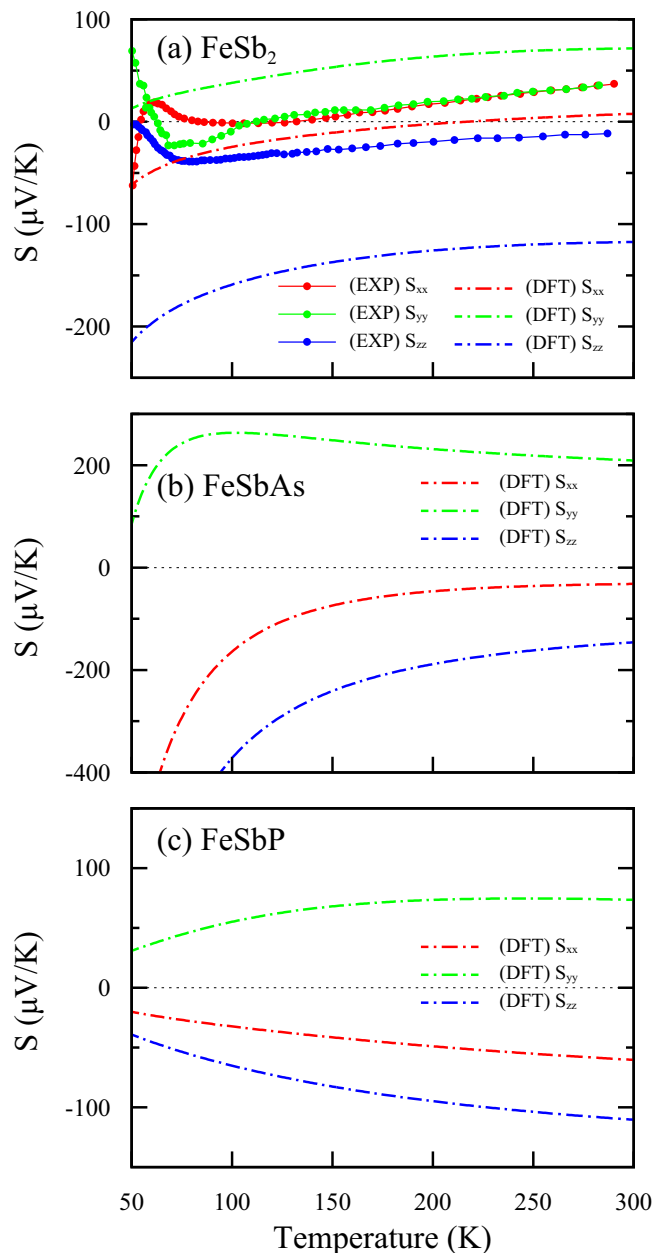 (a) FeSb₂
100
0
-100
-200
S (μV/K)
(EXP) Sxx
(EXP) Syy
(EXP) Szz
(DFT) Sxx
(DFT) Syy
(DFT) Szz
(b) FeSbAs
200
0
-200
-400
S (μV/K)
(DFT) Sxx
(DFT) Syy
(DFT) Szz
(c) FeSbP
100
0
-100
S (μV/K)
(DFT) Sxx
(DFT) Syy
(DFT) Szz
50 100 150 200 250 300
Temperature (K)